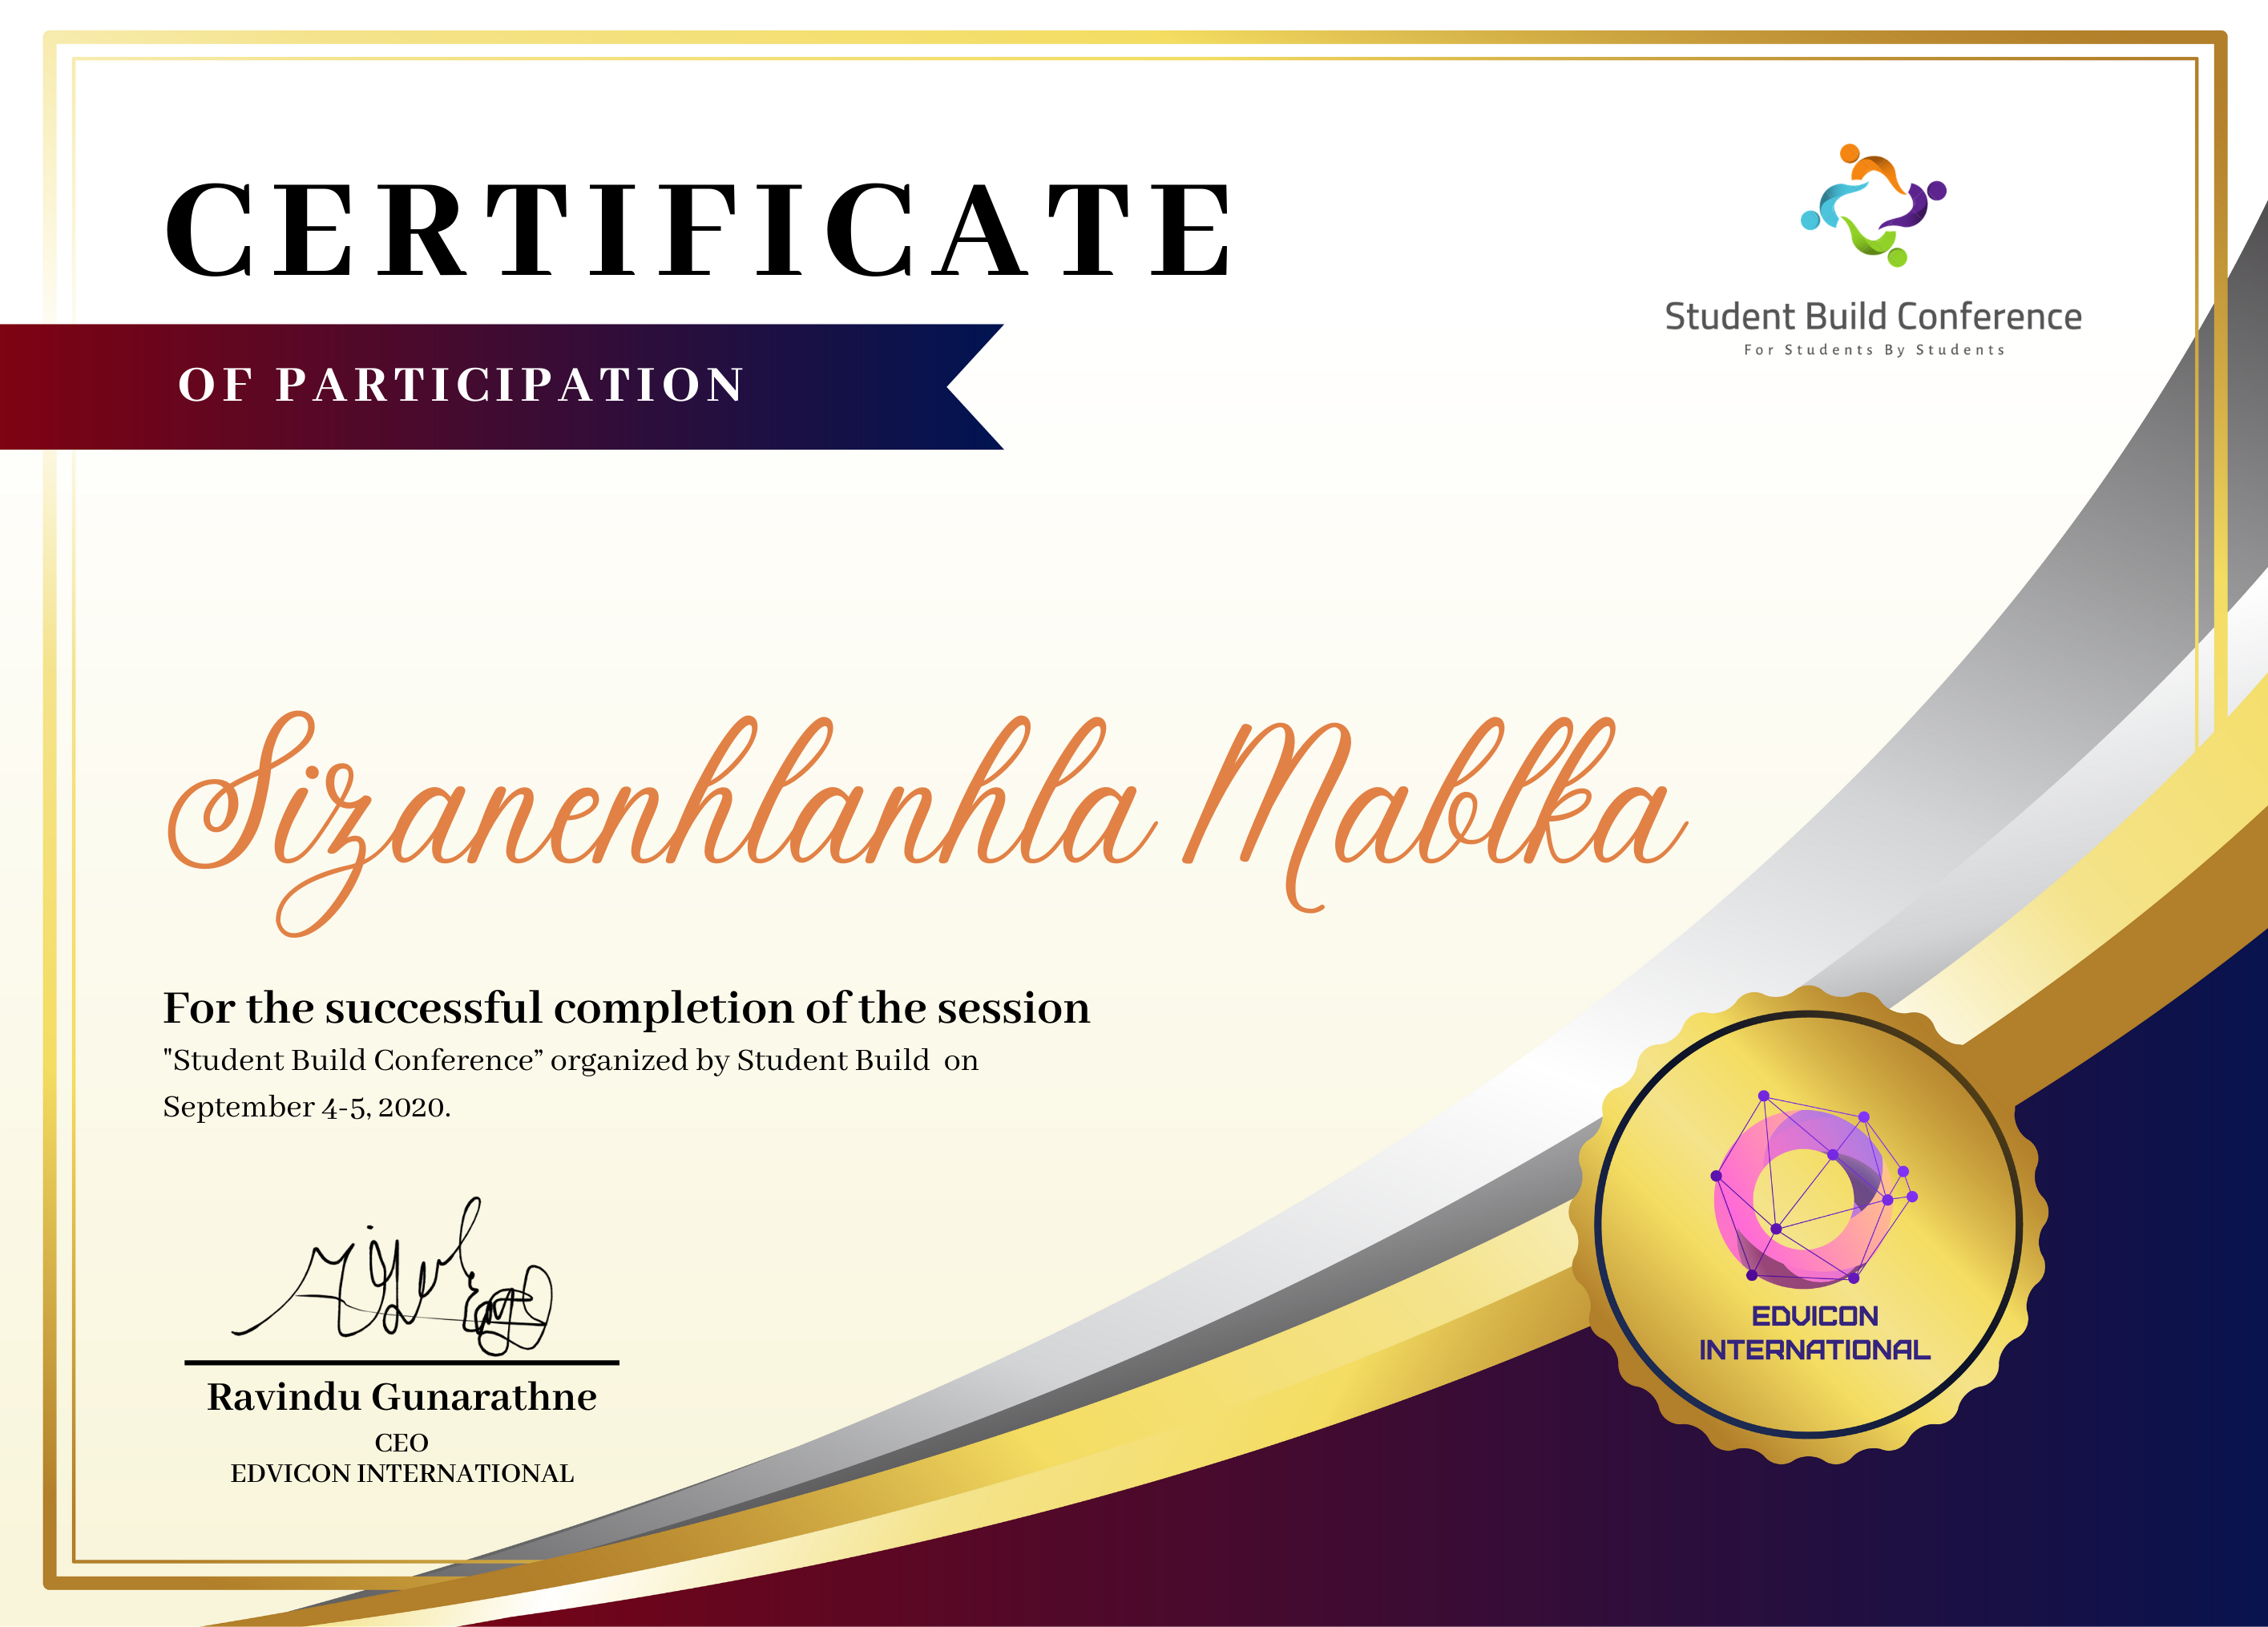 CERTIFICATE
Student Build Conference
For Students By Students
OF PARTICIPATION
Sizanenhlanhla Mablka
For the successful completion of the session
"Student Build Conference” organized by Student Build  on
September 4-5, 2020.
Ravindu Gunarathne
CEO
EDVICON INTERNATIONAL
EDVICON
INTERNATIONAL